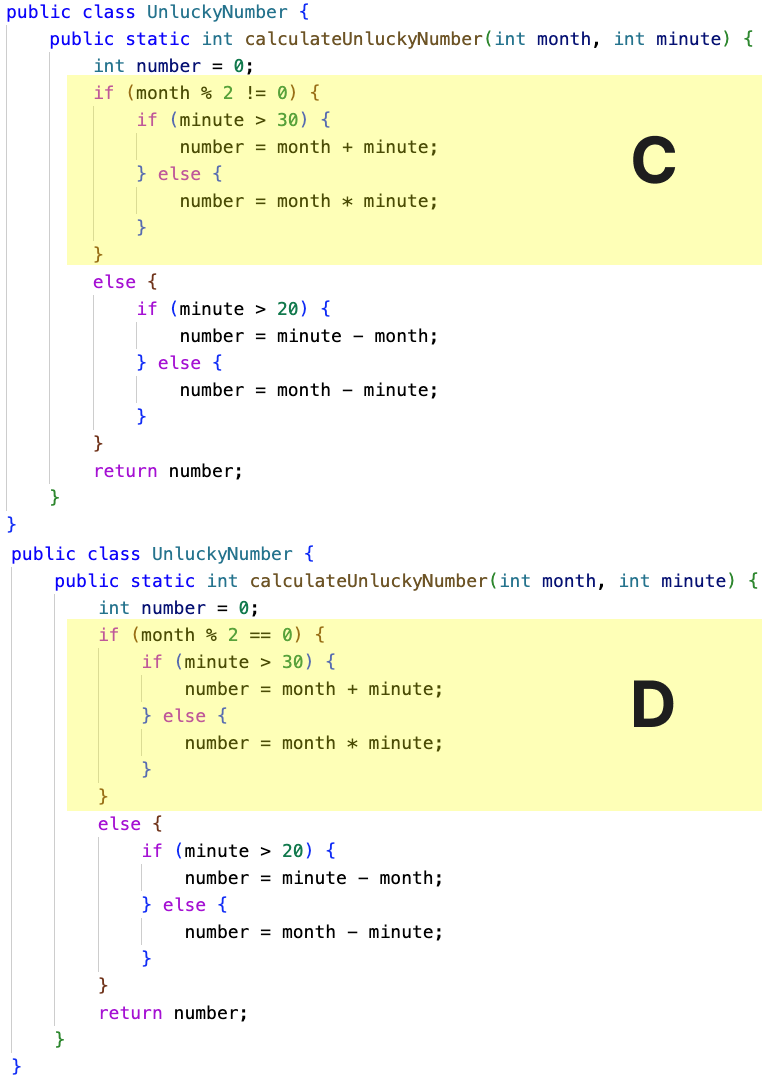 public class UnluckyNumber {
    public static int calculateUnluckyNumber(int month, int minute) {
        int number = 0;
        if (month % 2 != 0) {
            if (minute > 30) {
                number = month + minute;
            } else {
                number = month * minute;
            }
        }
        else {
            if (minute > 20) {
                number = minute - month;
            } else {
                number = month - minute;
            }
        }
        return number;
    }
}
C
public class UnluckyNumber {
    public static int calculateUnluckyNumber(int month, int minute) {
        int number = 0;
        if (month % 2 == 0) {
            if (minute > 30) {
                number = month + minute;
            } else {
                number = month * minute;
            }
        }
        else {
            if (minute > 20) {
                number = minute - month;
            } else {
                number = month - minute;
            }
        }
        return number;
    }
}
D